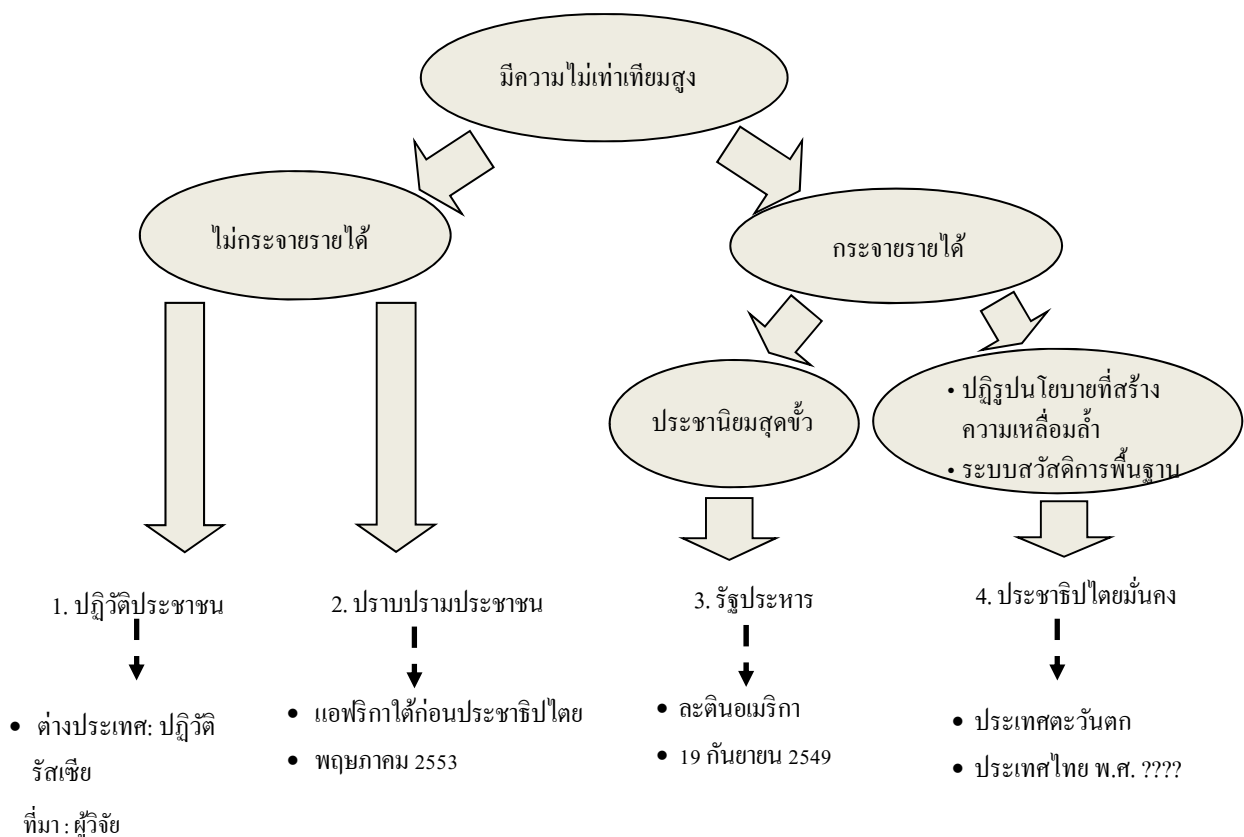 มีความไม่เท่าเทียมสูง
ไม่กระจายรายได้
กระจายรายได้
ประชานิยมสุดขั้ว
• ปฏิรูปนโยบายที่สร้าง
ความเหลื่อมล้ำ
• ระบบสวัสดิการพื้นฐาน
1. ปฏิวัติประชาชน
2. ปราบปรามประชาชน
3. รัฐประหาร
4. ประชาธิปไตยมั่นคง
• ต่างประเทศ: ปฏิวัติ
รัสเซีย
• แอฟริกาใต้ก่อนประชาธิปไตย
• พฤษภาคม 2553
• ละตินอเมริกา
• 19 กันยายน 2549
• ประเทศตะวันตก
• ประเทศไทย พ.ศ. ????
ที่มา : ผู้วิจัย